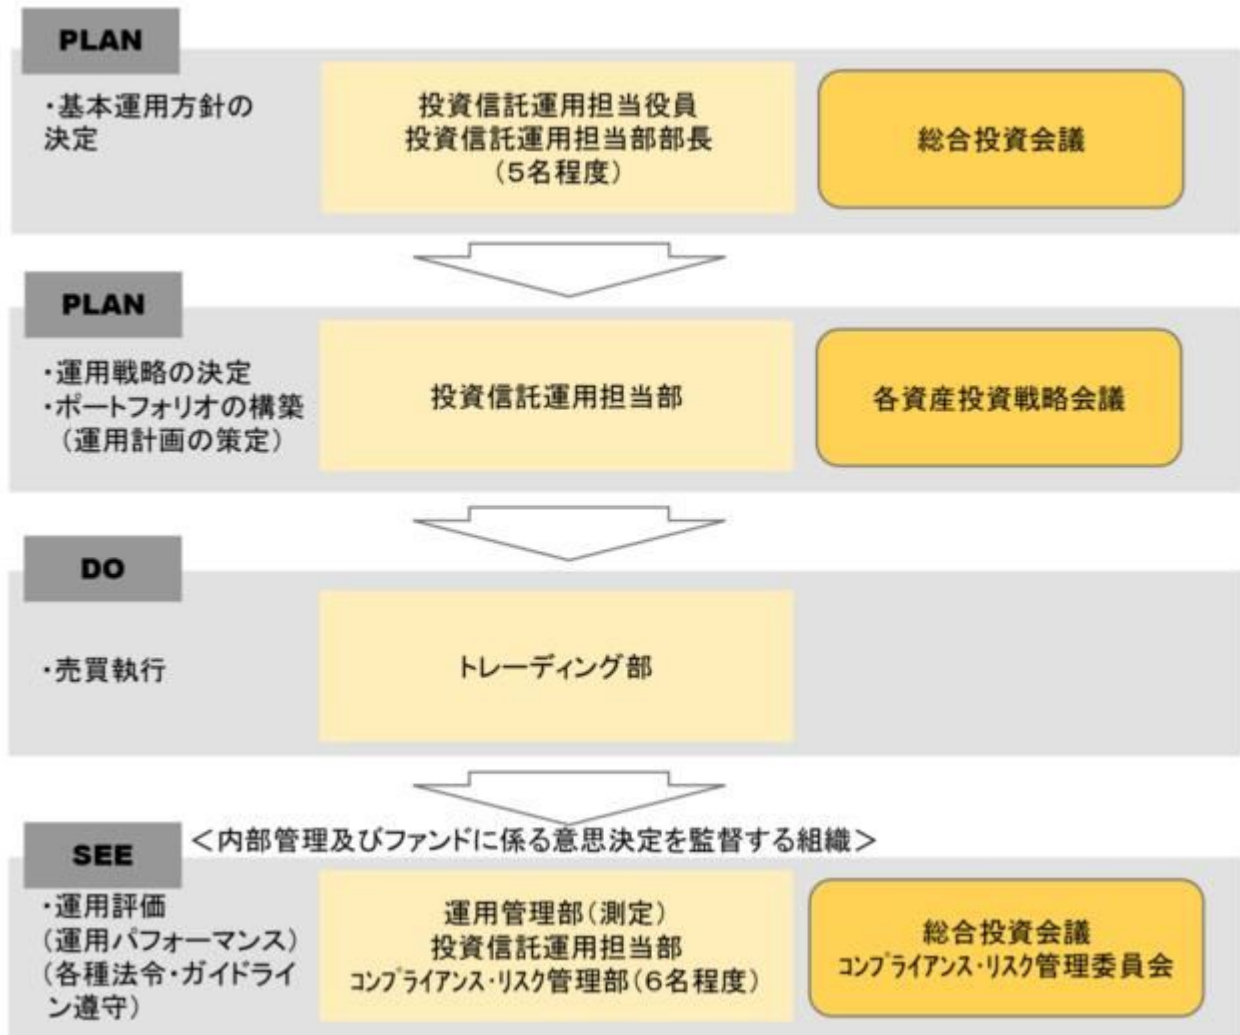 PLAN
・基本運用方針の
決定
投資信託運用担当役員
投資信託運用担当部部長
(5名程度)
総合投資会議
PLAN
・運用戦略の決定
・ポートフォリオの構築
(運用計画の策定)
投資信託運用担当部
各資産投資戦略会議
DO
・売買執行
トレーディング部
SEE
<内部管理及びファンドに係る意思決定を監督する組織>
・運用評価
(運用パフォーマンス)
(各種法令・ガイドライ
ン遵守)
運用管理部(測定)
投資信託運用担当部
コンプライアンス・リスク管理部(6名程度)
総合投資会議
コンプライアンス・リスク管理委員会